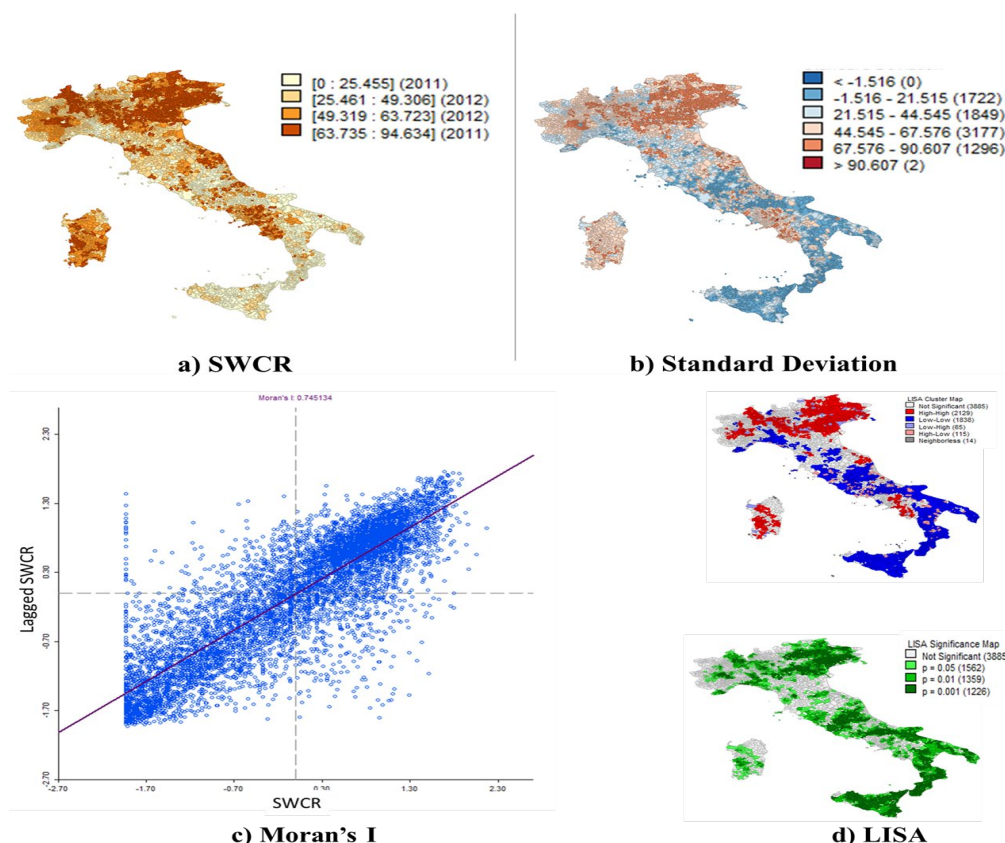 [0 : 25.455] (2011)
[25.461 : 49.306] (2012)
[49.319 : 63.723] (2012)
[63.735 : 94.634] (2011)
a) SWCR
< -1.516 (0)
-1.516 - 21.515 (1722)
21.515 - 44.545 (1849)
44.545 - 67.576 (3177)
67.576 - 90.607 (1296)
> 90.607 (2)
b) Standard Deviation
Moran's I: 0.745134
Lagged SWCR
2.30
1.30
0.30
-0.70
-1.70
-2.70
-2.70
-1.70
-0.70
0.30
1.30
2.30
SWCR
c) Moran's I
LISA Cluster Map
Not Significant (3885)
High-High (2129)
Low-Low (1838)
Low-High (65)
High-Low (115)
Neighborless (14)
LISA Significance Map
Not Significant (3885
p = 0.05 (1562)
p = 0.01 (1359)
p = 0.001 (1226)
d) LISA